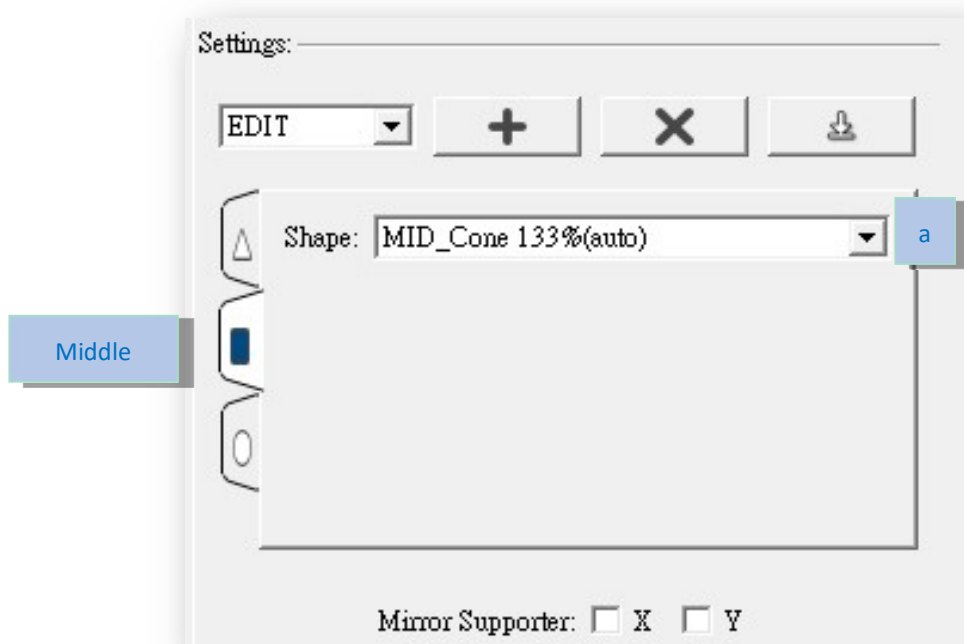 Settings:
EDIT
Shape: MID_Cone 133%(auto)
a
Middle
Mirror Supporter: X Y